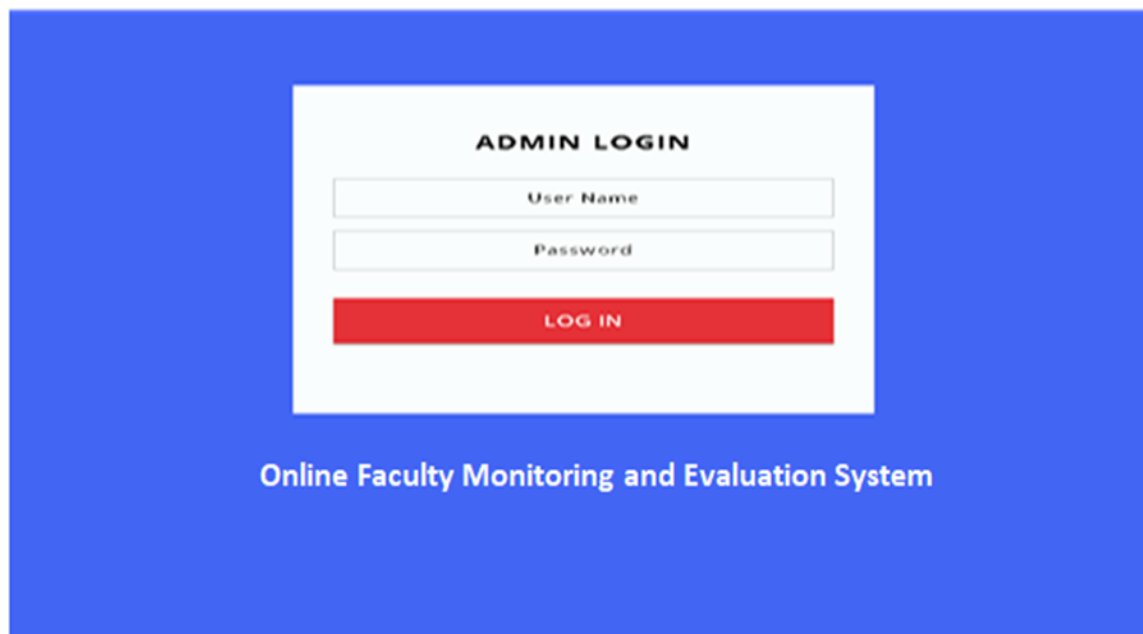 ADMIN LOGIN
User Name
Password
LOG IN
Online Faculty Monitoring and Evaluation System